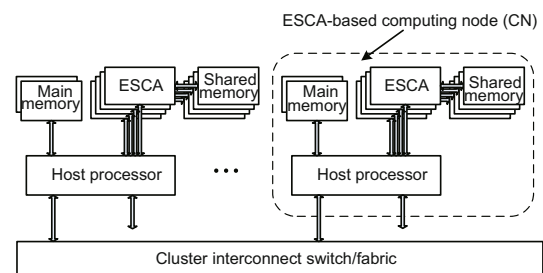 ESCA-based computing node (CN)
Main
memory
ESCA
Shared
memory
Main
memory
ESCA
Shared
memory
Host processor
...
Host processor
Cluster interconnect switch/fabric